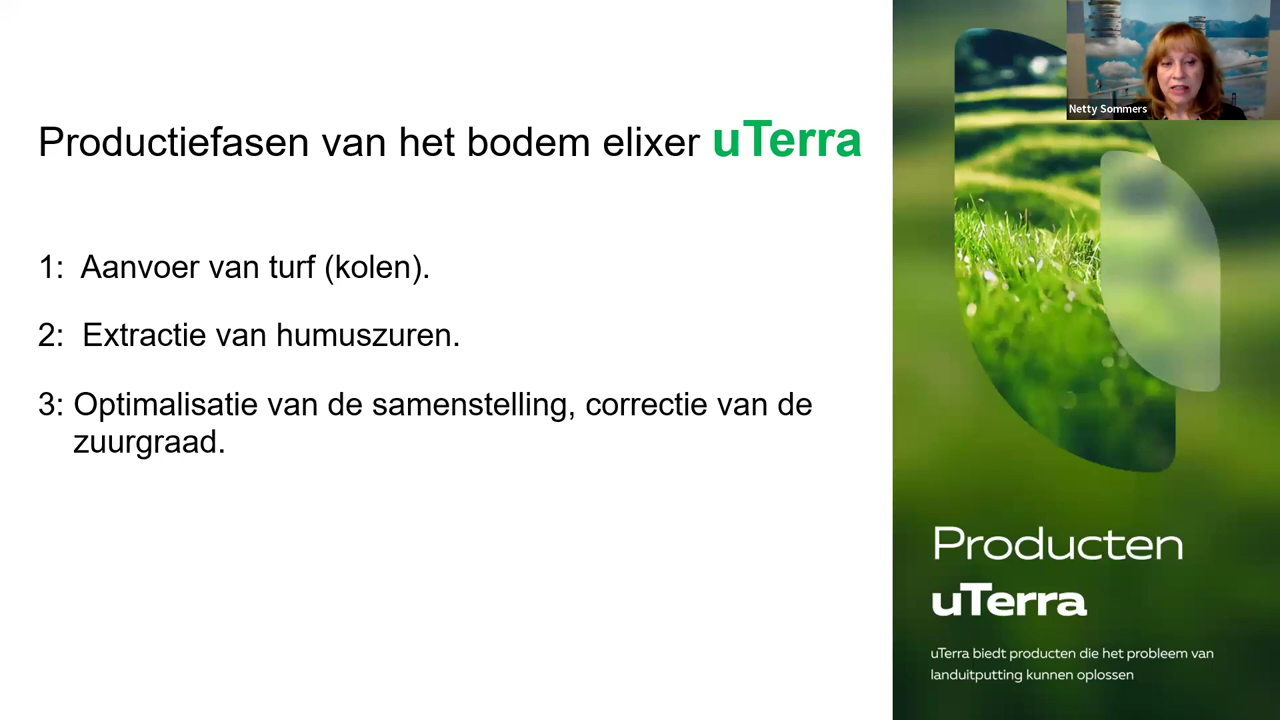 Productiefasen van het bodem elixer uTerra
1: Aanvoer van turf (kolen).
2: Extractie van humuszuren.
3: Optimalisatie van de samenstelling, correctie van de
zuurgraad.
Netty Sommers
Producten
uTerra
uTerra biedt producten die het probleem van
landuitputting kunnen oplossen